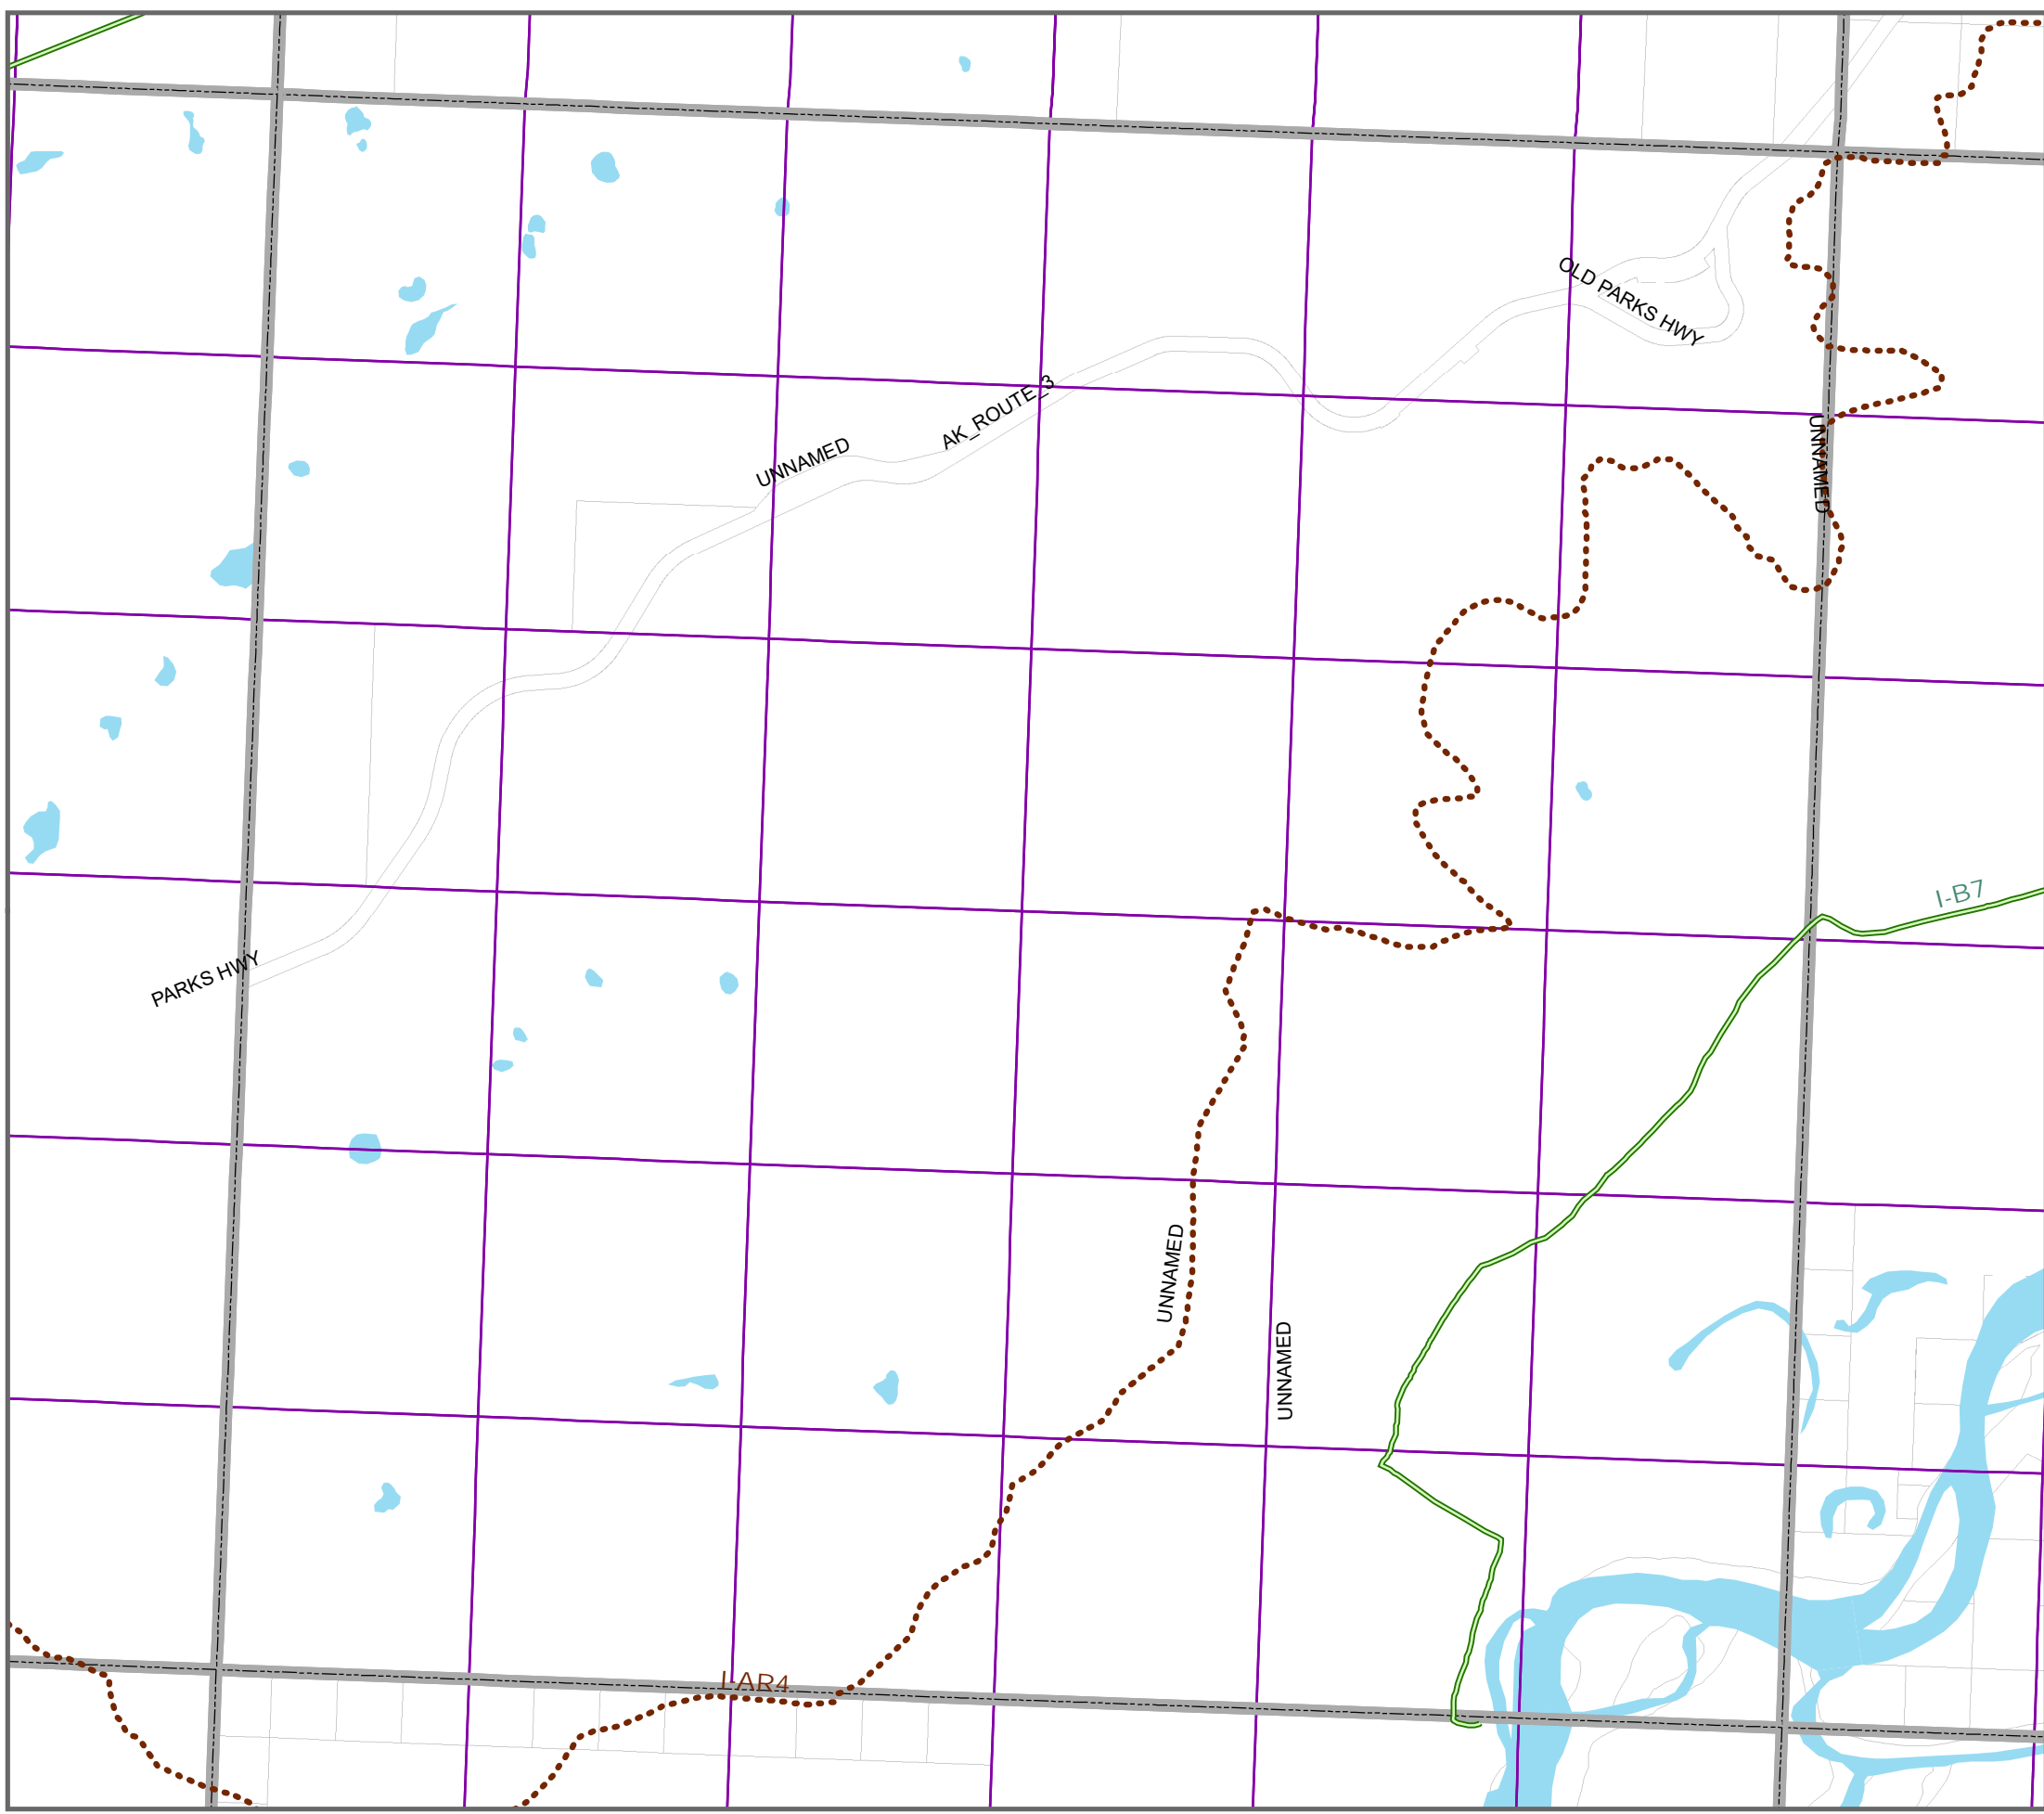 OLD PARKS HWY
AK_ROUTE_3
UNNAMED
UNNAMED
I-B7
PARKS HWY
UNNAMED
UNNAMED
LAR4